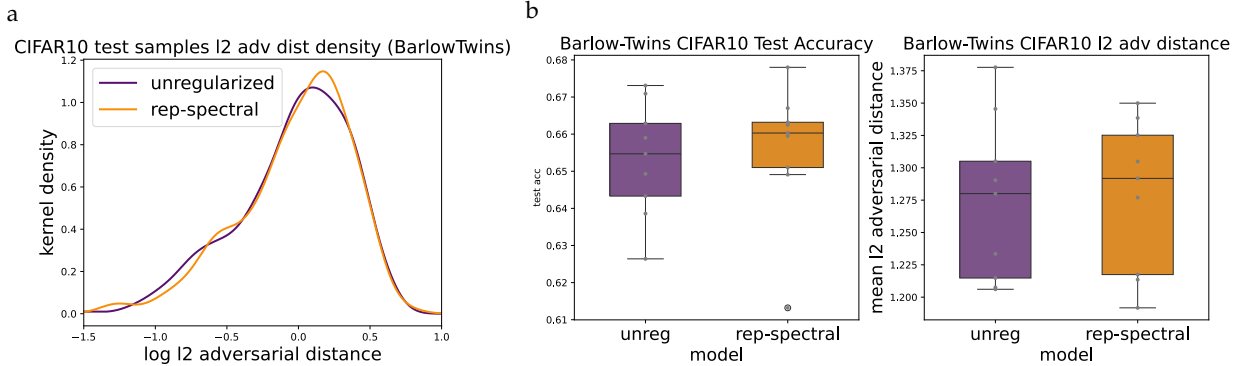 a
CIFAR10 test samples l2 adv dist density (BarlowTwins)
1.2
1.0
0.8
0.6
0.4
0.2
0.0
kernel density
unregularized
rep-spectral
−1.5
−1.0
−0.5
0.0
0.5
1.0
log l2 adversarial distance
b
Barlow-Twins CIFAR10 Test Accuracy
0.68
0.67
0.66
0.65
0.64
0.63
0.62
0.61
test acc
unreg
rep-spectral
model
Barlow-Twins CIFAR10 l2 adv distance
1.375
1.350
1.325
1.300
1.275
1.250
1.225
1.200
mean l2 adversarial distance
unreg
rep-spectral
model